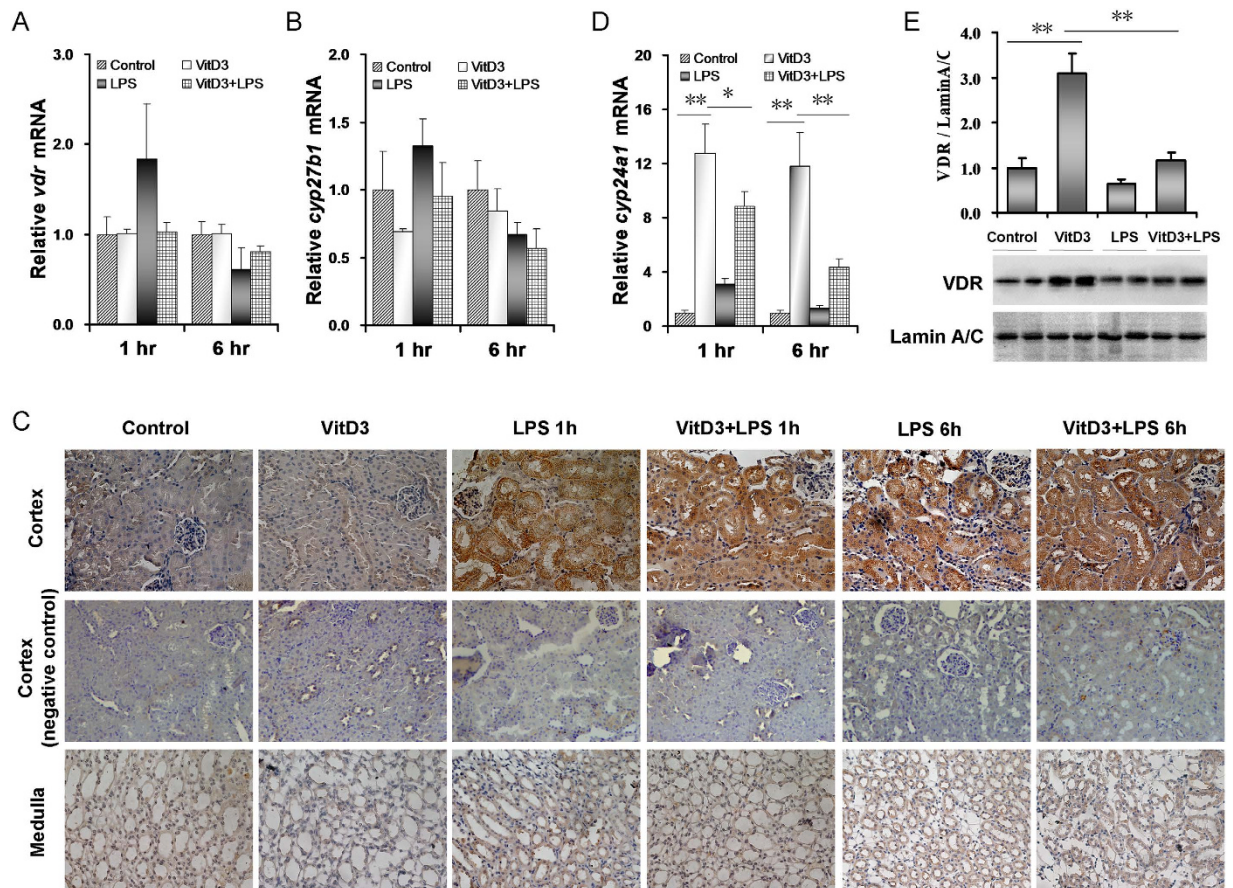 A
Relative vdr mRNA
3.0
2.0
1.0
0.0
Control VitD3
LPS VitD3+LPS
1 hr 6 hr
B
Relative cyp27b1 mRNA
2.0
1.5
1.0
0.5
0.0
Control VitD3
LPS VitD3+LPS
1 hr 6 hr
D
Relative cyp24a1 mRNA
20
16
12
8
4
0
Control VitD3
LPS VitD3+LPS
** * ** **
1 hr 6 hr
E
VDR / LaminA/C
4.0
3.0
2.0
1.0
0.0
** **
Control VitD3 LPS VitD3+LPS
VDR
Lamin A/C
C
Control VitD3 LPS 1h VitD3+LPS 1h LPS 6h VitD3+LPS 6h
Cortex
Cortex
(negative control)
Medulla